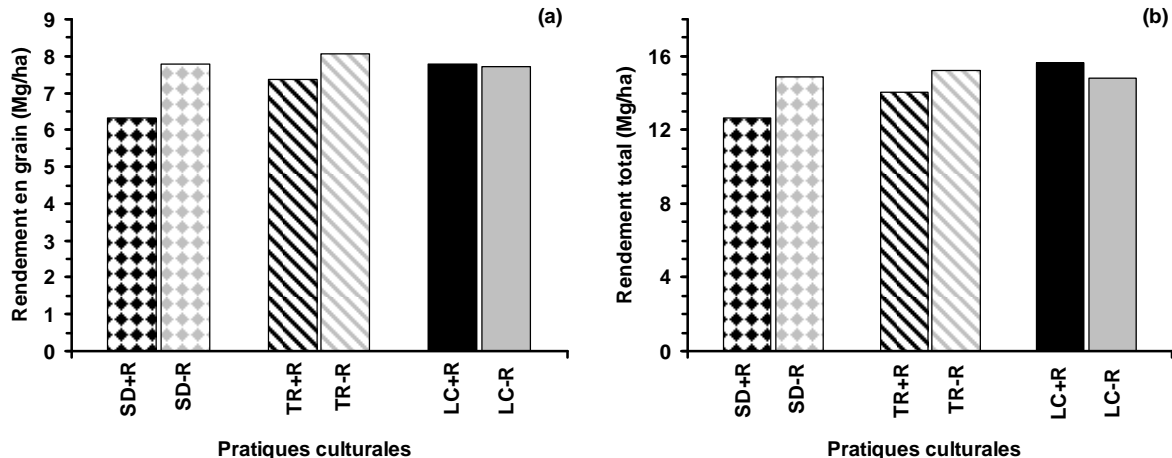 (a)
Rendement en grain (Mg/ha)
9
8
7
6
5
4
3
2
1
0
SD+R
SD-R
TR+R
TR-R
LC+R
LC-R
Pratiques culturales
(b)
Rendement total (Mg/ha)
16
12
8
4
0
SD+R
SD-R
TR+R
TR-R
LC+R
LC-R
Pratiques culturales